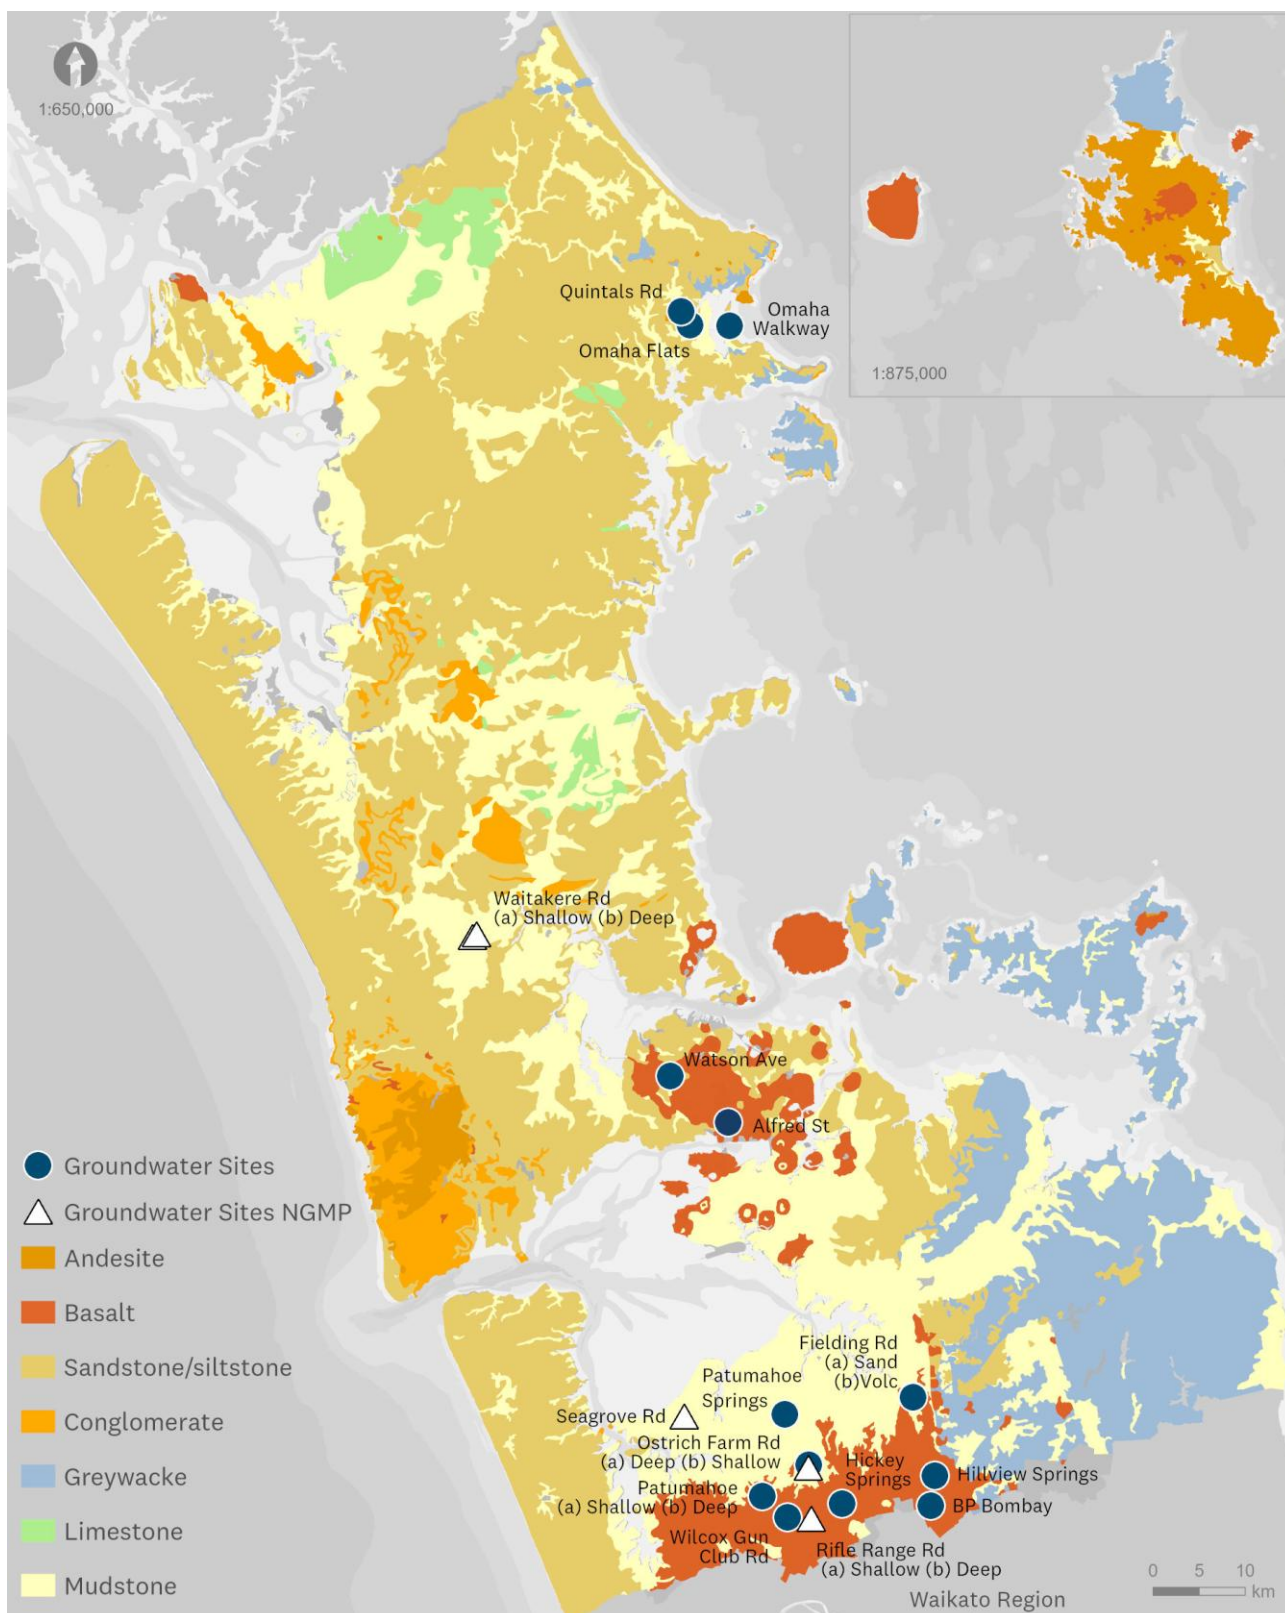 1:650,000
1:875,000
Quintals Rd
Omaha
Walkway
Omaha Flats
Waitakere Rd
(a) Shallow (b) Deep
Watson Ave
Alfred St
Groundwater Sites
Groundwater Sites NGMP
Andesite
Basalt
Sandstone/siltstone
Conglomerate
Greywacke
Limestone
Mudstone
Fielding Rd
(a) Sand
(b)Volc
Patumahoe
Springs
Seagrove Rd
Ostrich Farm Rd
(a) Deep (b) Shallow
Hickey
Springs
Hillview Springs
Patumahoe
(a) Shallow (b) Deep
BP Bombay
Wilcox Gun
Club Rd
Rifle Range Rd
(a) Shallow (b) Deep
Waikato Region
0 5 10
km